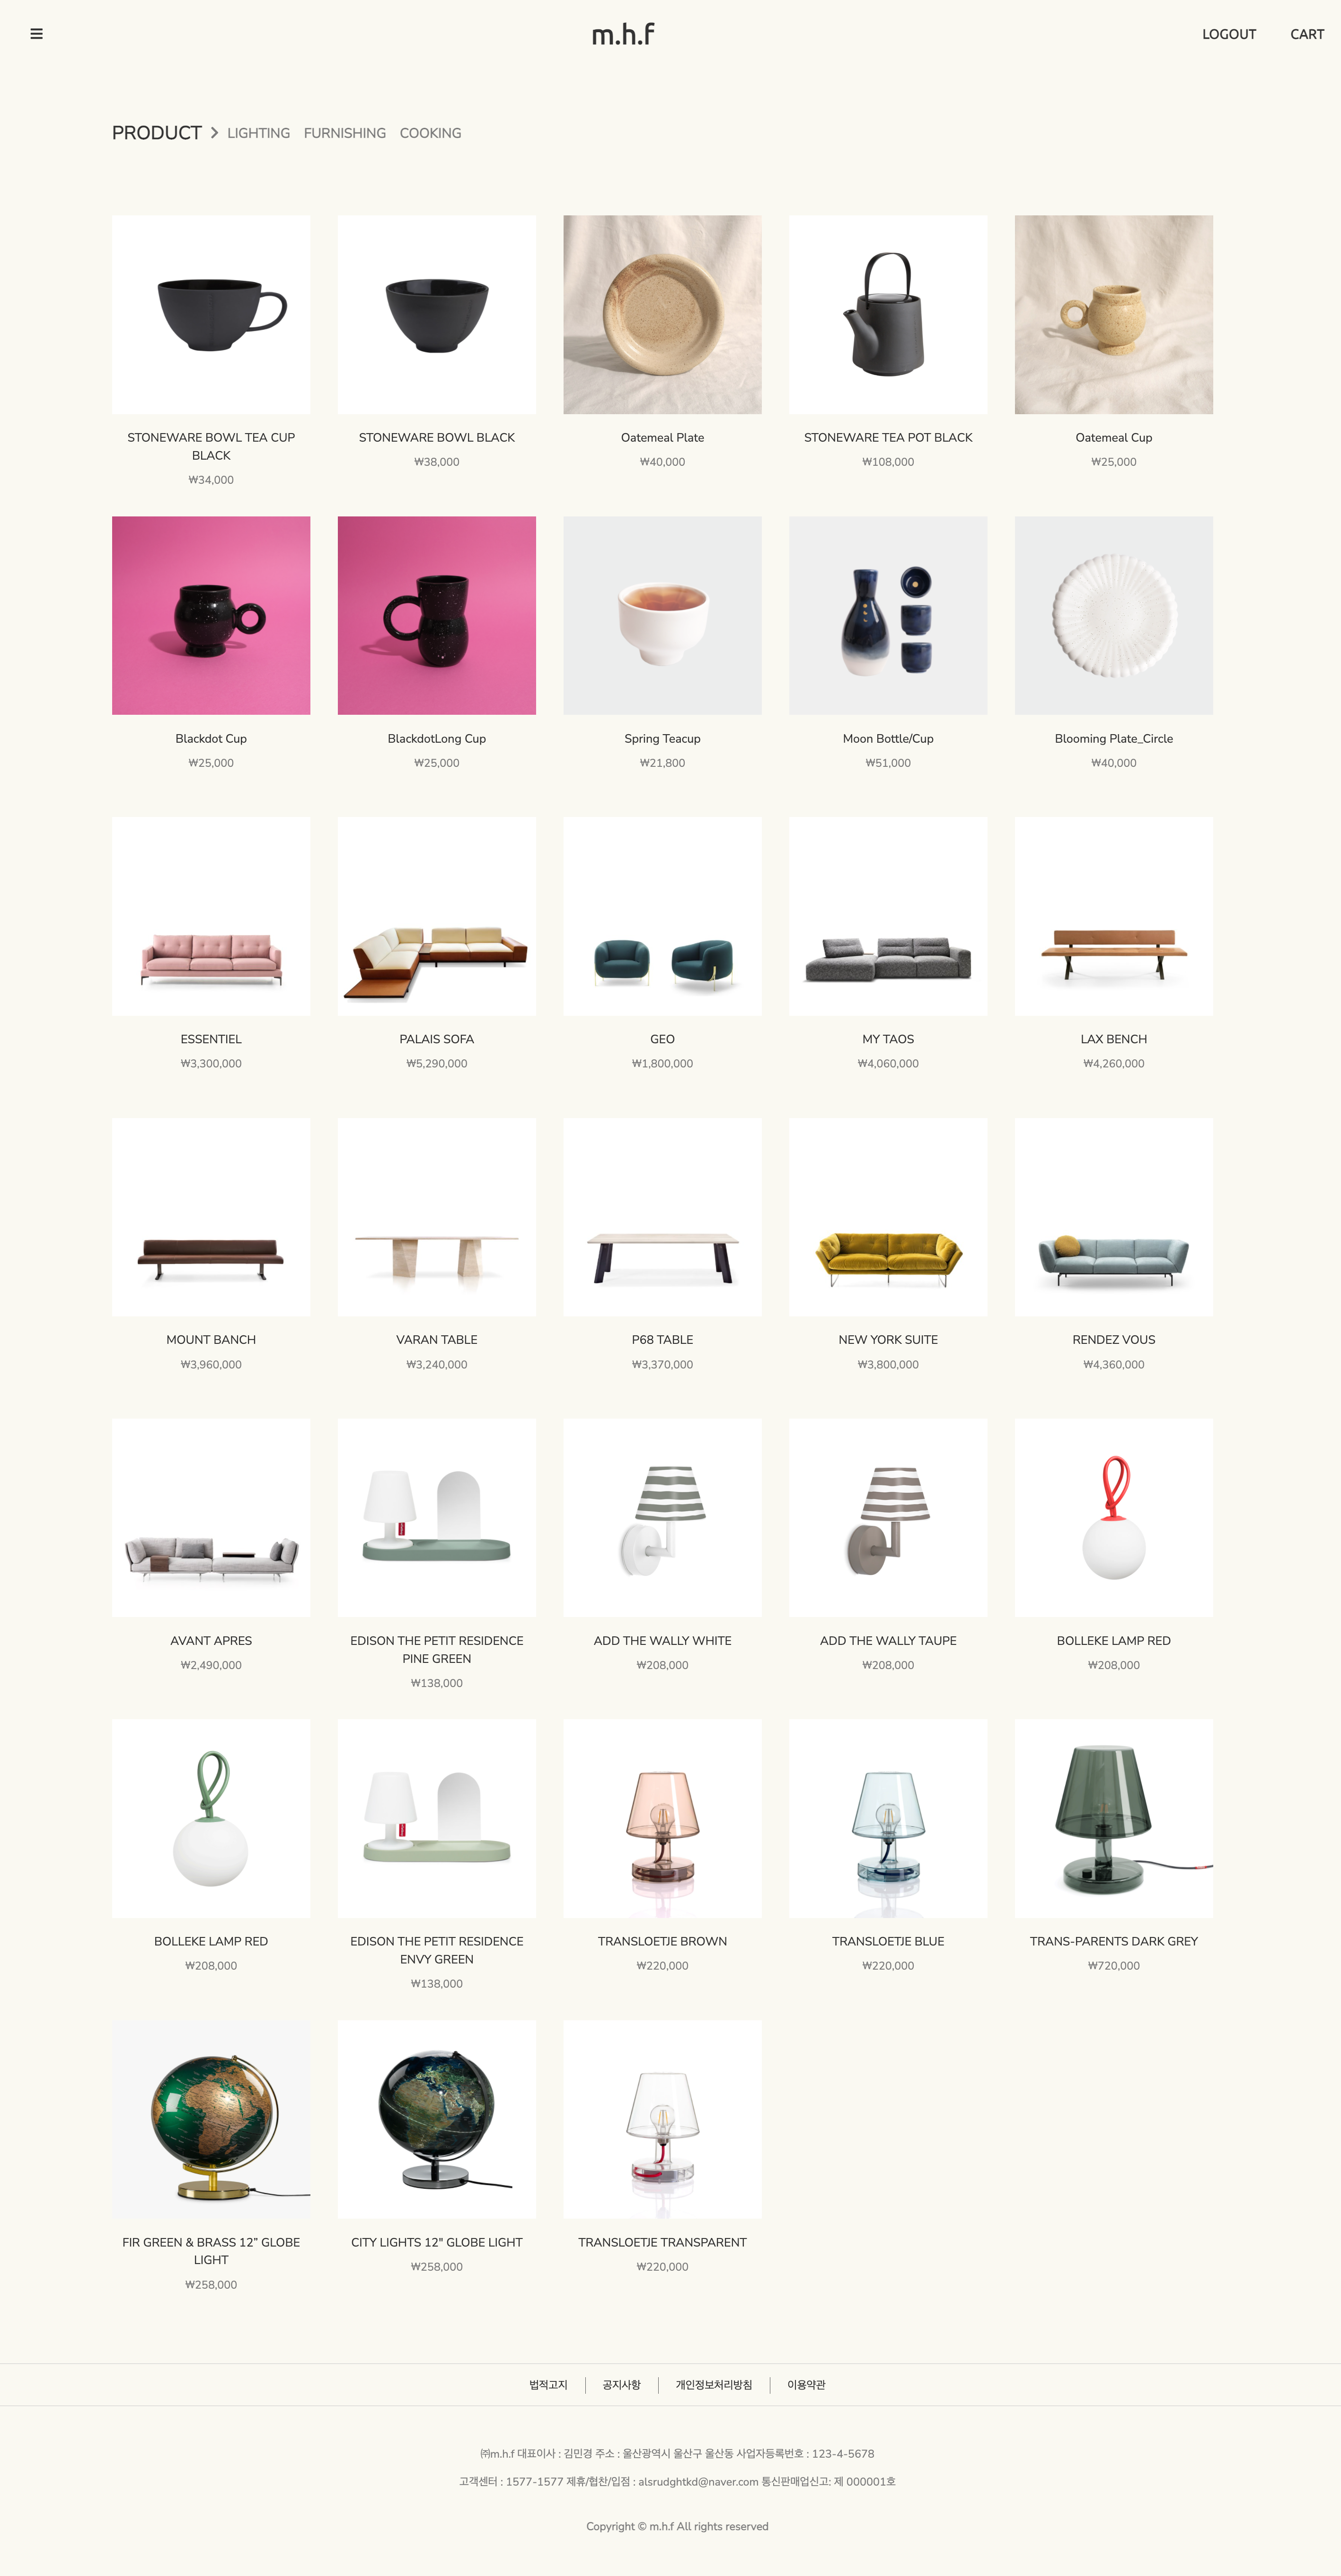 m.h.f
LOGOUT
CART
PRODUCT
LIGHTING
FURNISHING
COOKING
STONEWARE BOWL TEA CUP
BLACK
₩34,000
STONEWARE BOWL BLACK
₩38,000
Oatemeal Plate
₩40,000
STONEWARE TEA POT BLACK
₩108,000
Oatemeal Cup
₩25,000
Blackdot Cup
₩25,000
BlackdotLong Cup
₩25,000
Spring Teacup
₩21,800
Moon Bottle/Cup
₩51,000
Blooming Plate_Circle
₩40,000
ESSENTIEL
₩3,300,000
PALAIS SOFA
₩5,290,000
GEO
₩1,800,000
MY TAOS
₩4,060,000
LAX BENCH
₩4,260,000
MOUNT BANCH
₩3,960,000
VARAN TABLE
₩3,240,000
P68 TABLE
₩3,370,000
NEW YORK SUITE
₩3,800,000
RENDEZ VOUS
₩4,360,000
AVANT APRES
₩2,490,000
EDISON THE PETIT RESIDENCE
PINE GREEN
₩138,000
ADD THE WALLY WHITE
₩208,000
ADD THE WALLY TAUPE
₩208,000
BOLLEKE LAMP RED
₩208,000
BOLLEKE LAMP RED
₩208,000
EDISON THE PETIT RESIDENCE
ENVY GREEN
₩138,000
TRANSLOETJE BROWN
₩220,000
TRANSLOETJE BLUE
₩220,000
TRANS-PARENTS DARK GREY
₩720,000
FIR GREEN & BRASS 12” GLOBE
LIGHT
₩258,000
CITY LIGHTS 12" GLOBE LIGHT
₩258,000
TRANSLOETJE TRANSPARENT
₩220,000
법적고지
공지사항
개인정보처리방침
이용약관
㈜m.h.f 대표이사 : 김민경 주소 : 울산광역시 울산구 울산동 사업자등록번호 : 123-4-5678
고객센터 : 1577-1577 제휴/협찬/입점 : alsrudghtkd@naver.com 통신판매업신고: 제 000001호
Copyright © m.h.f All rights reserved